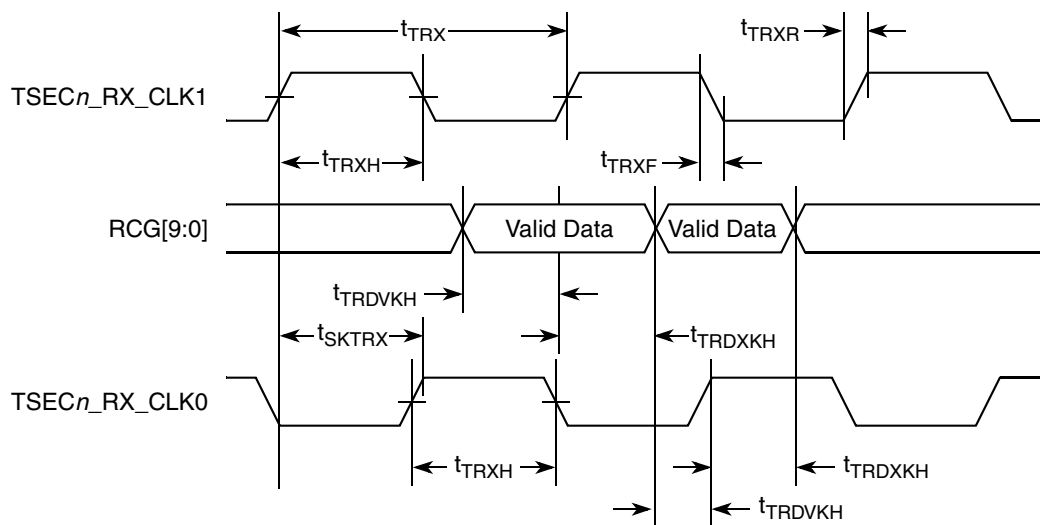 tTRX
tTRXR
TSECn_RX_CLK1
tTRXH
tTRXF
RCG[9:0]
Valid Data
Valid Data
tTRDVKH
tSKTRX
tTRDXKH
TSECn_RX_CLK0
tTRXH
tTRDXKH
tTRDVKH